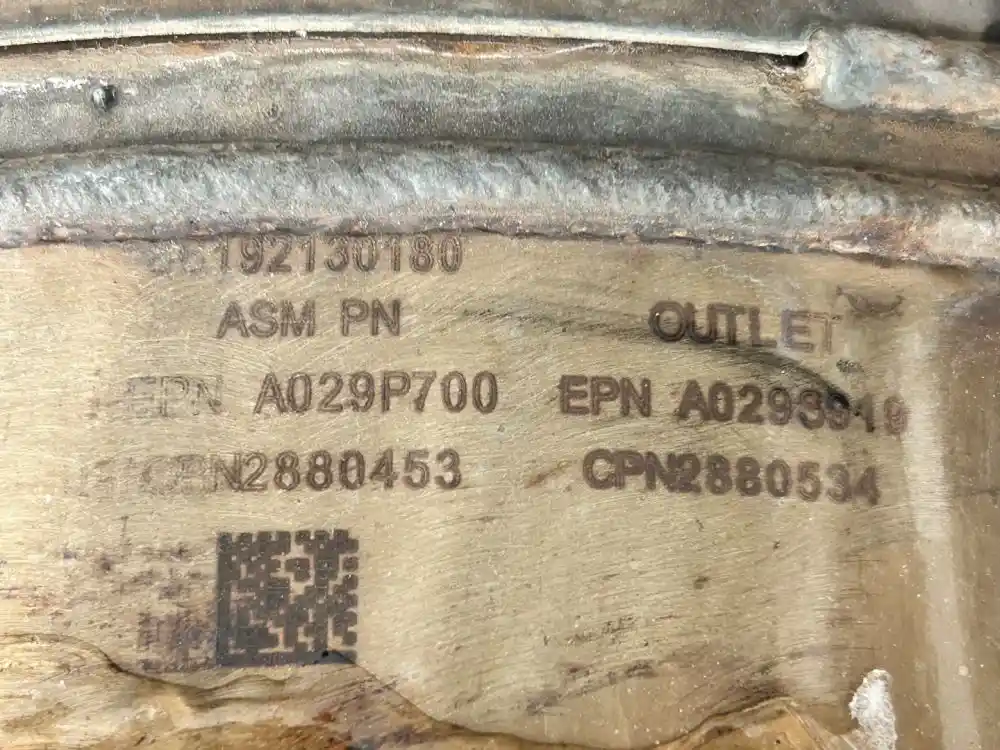 192130180
ASM PN
EPN A029P700
CPN2880453
OUTLET
EPN
CPN2880534